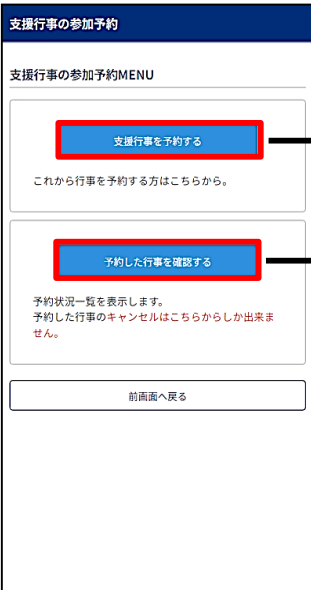 支援行事の参加予約
支援行事の参加予約MENU
支援行事を予約する
これから行事を予約する方はこちらから。
予約した行事を確認する
予約状況一覧を表示します。
予約した行事のキャンセルはこちらからしか出来ま
せん。
前画面へ戻る